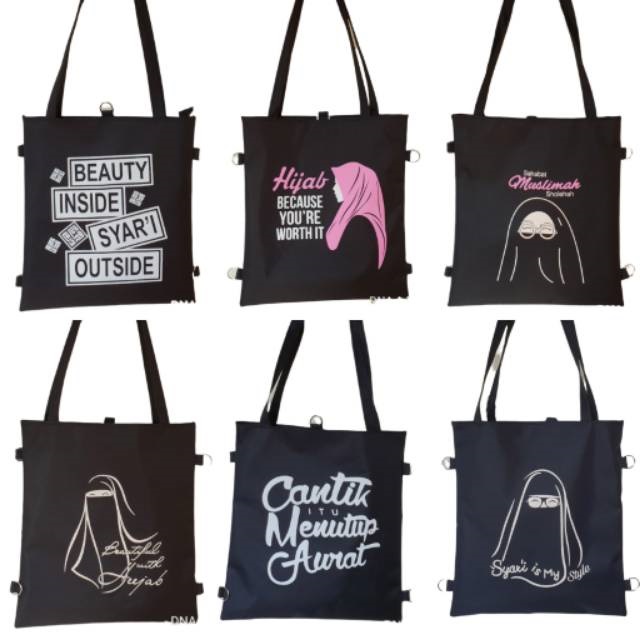 BEAUTY
INSIDE
SYAR'I
OUTSIDE
Hijab
BECAUSE
YOU'RE
WORTH IT
Sahabat
Muslimah
Sholehah
Beautiful
with
Hejab
Cantik
ITU
Menutup
Aurat
Syar'i is My Style